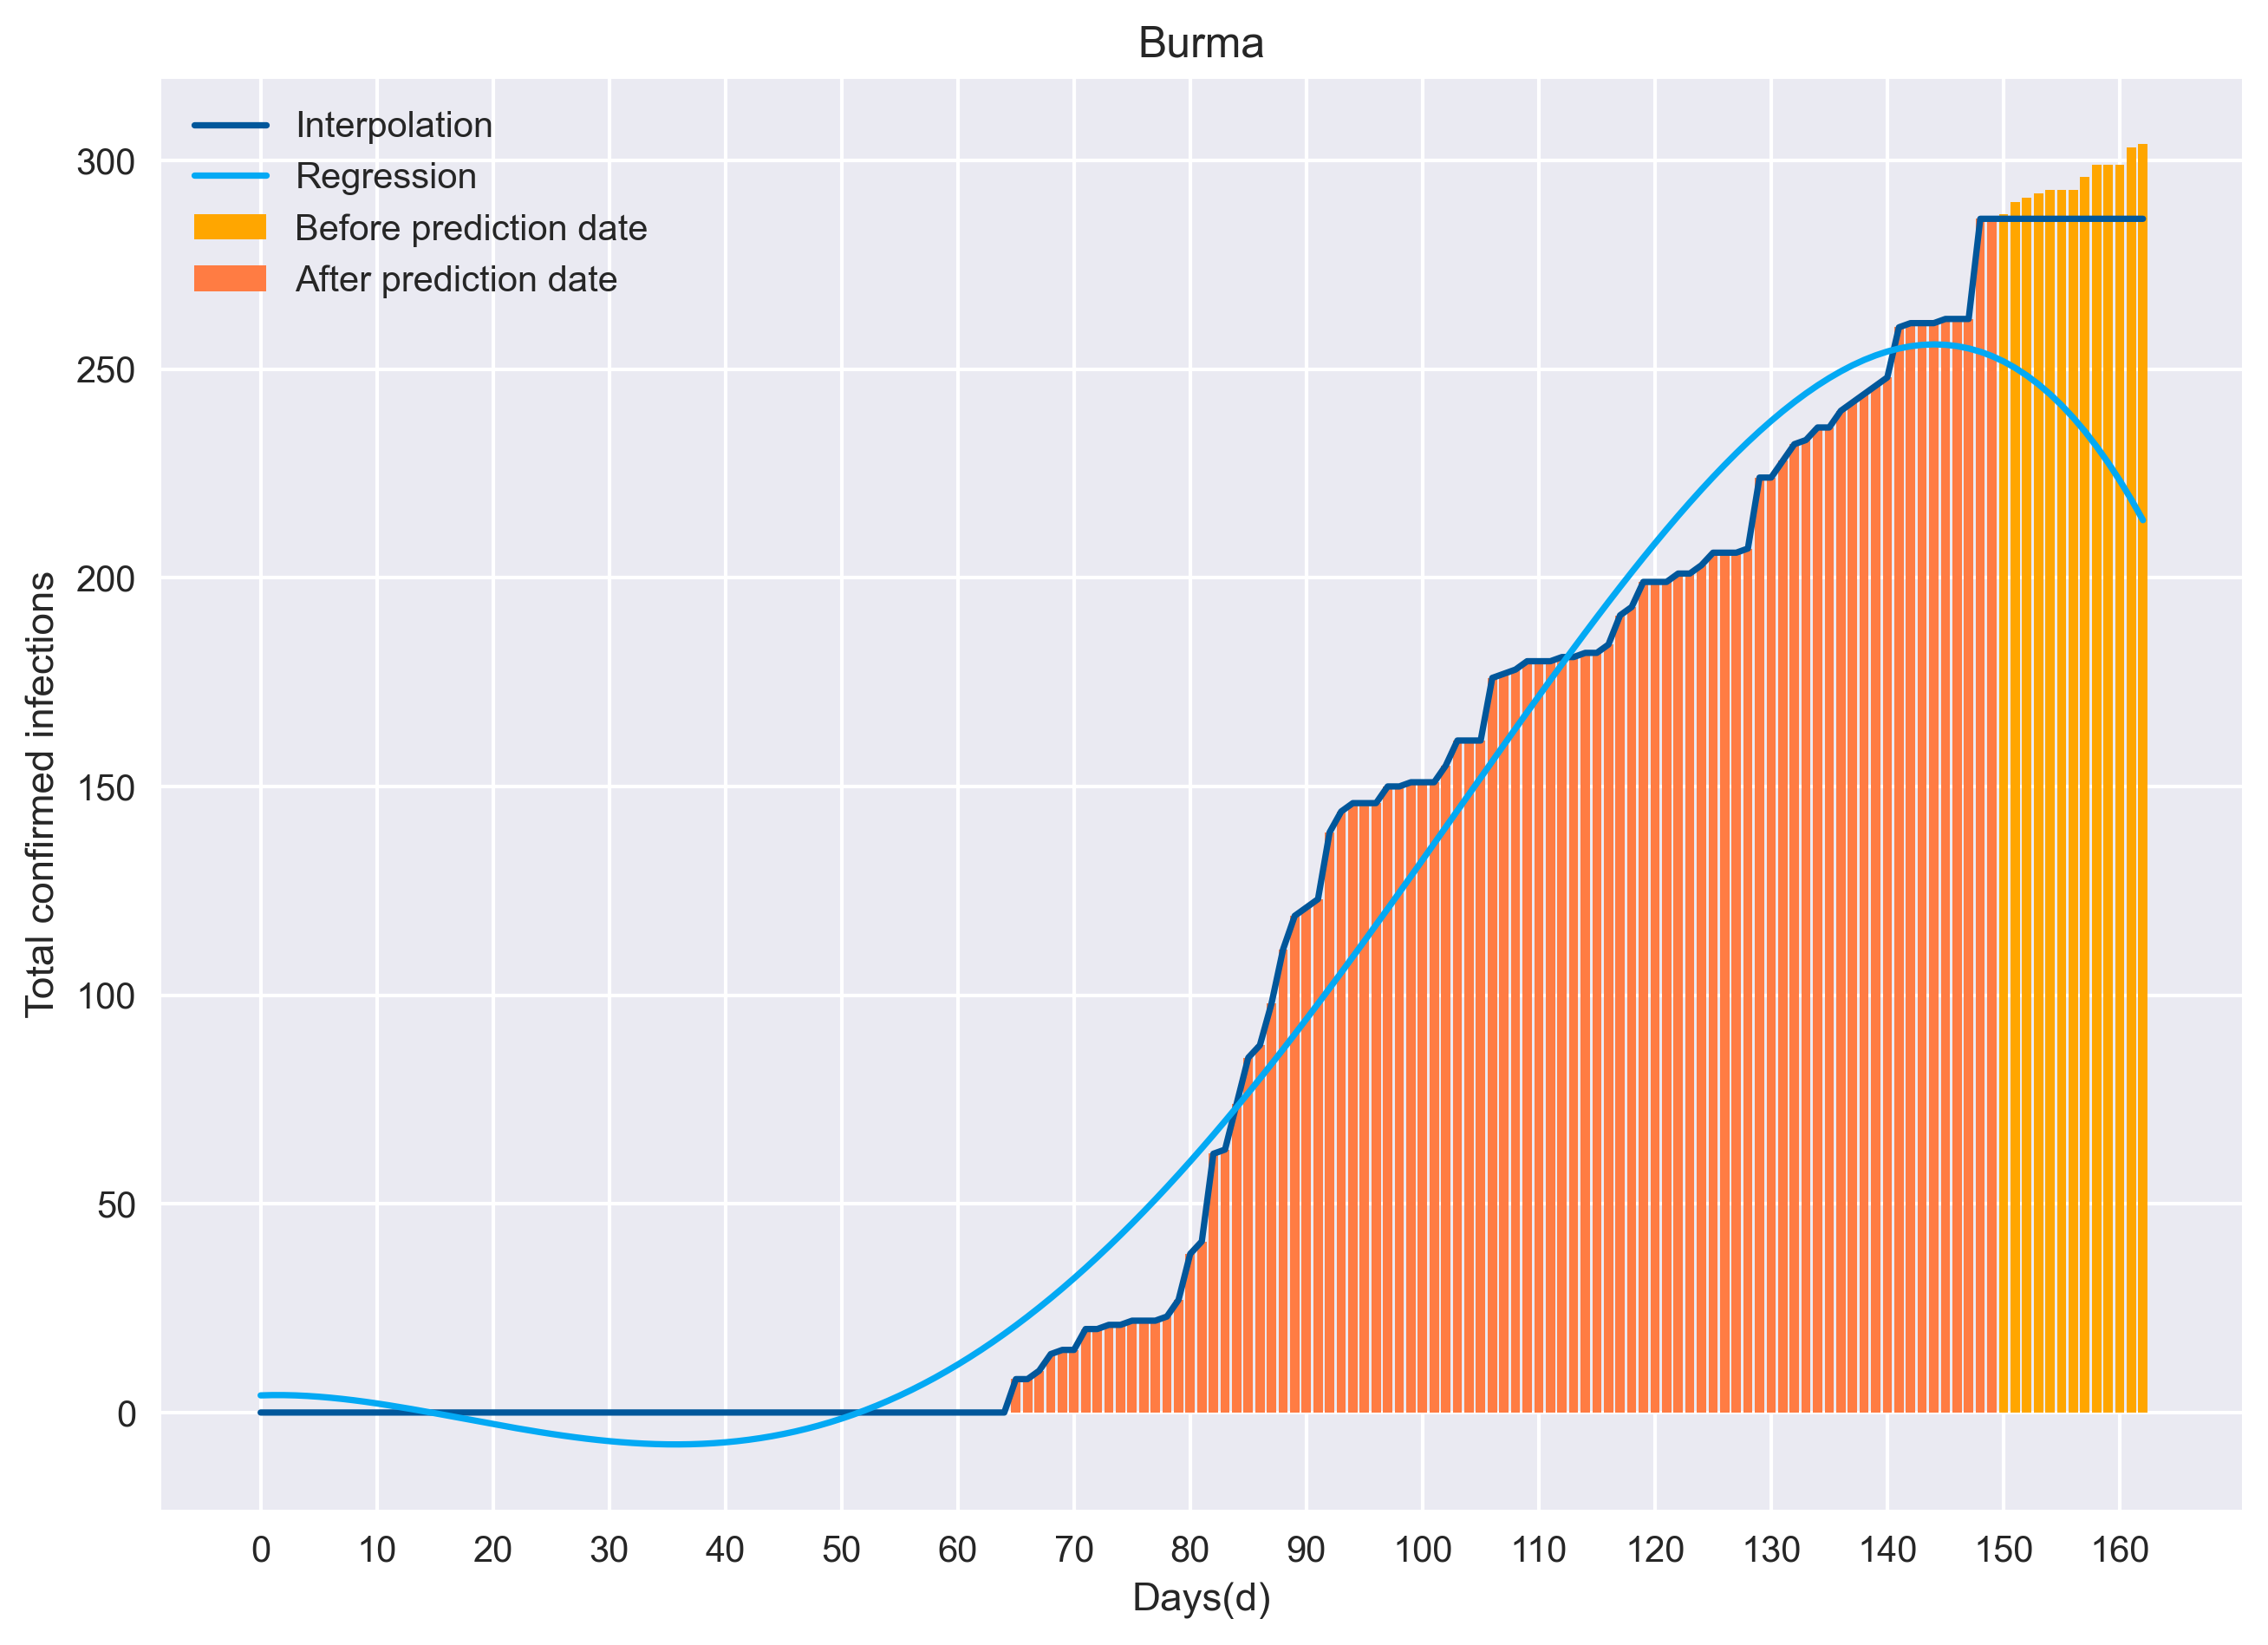 Burma
Interpolation
Regression
Before prediction date
After prediction date
300
250
200
150
100
50
0
Total confirmed infections
0 10 20 30 40 50 60 70 80 90 100 110 120 130 140 150 160
Days(d)